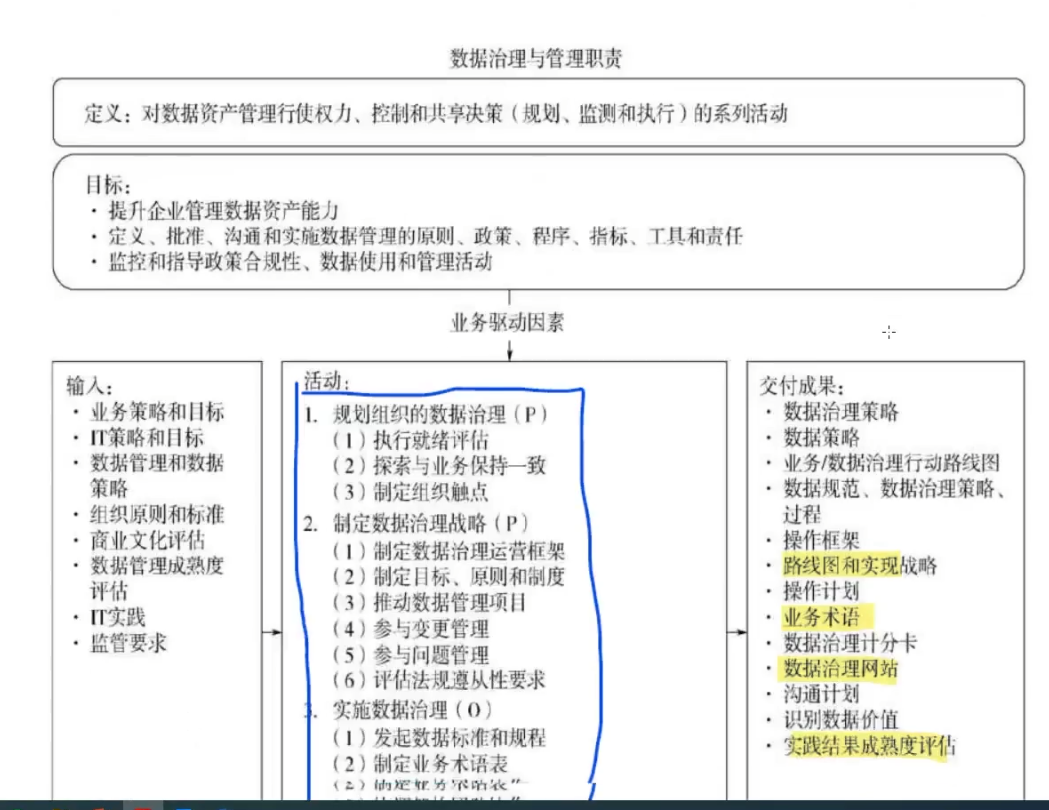 数据治理与管理职责
定义：对数据资产管理行使权力、控制和共享决策（规划、监测和执行）的系列活动
目标：
· 提升企业管理数据资产能力
· 定义、批准、沟通和实施数据管理的原则、政策、程序、指标、工具和责任
· 监控和指导政策合规性、数据使用和管理活动
业务驱动因素
输入：
· 业务策略和目标
· IT策略和目标
· 数据管理和数据
策略
· 组织原则和标准
· 商业文化评估
· 数据管理成熟度
评估
· IT实践
· 监管要求
活动：
1. 规划组织的数据治理（P）
（1）执行就绪评估
（2）探索与业务保持一致
（3）制定组织触点
2. 制定数据治理战略（P）
（1）制定数据治理运营框架
（2）制定目标、原则和制度
（3）推动数据管理项目
（4）参与变更管理
（5）参与问题管理
（6）评估法规遵从性要求
3. 实施数据治理（O）
（1）发起数据标准和规程
（2）制定业务术语表
交付成果：
· 数据治理策略
· 数据策略
· 业务/数据治理行动路线图
· 数据规范、数据治理策略、
过程
· 操作框架
· 路线图和实现战略
· 操作计划
· 业务术语
· 数据治理计分卡
· 数据治理网站
· 沟通计划
· 识别数据价值
· 实践结果成熟度评估